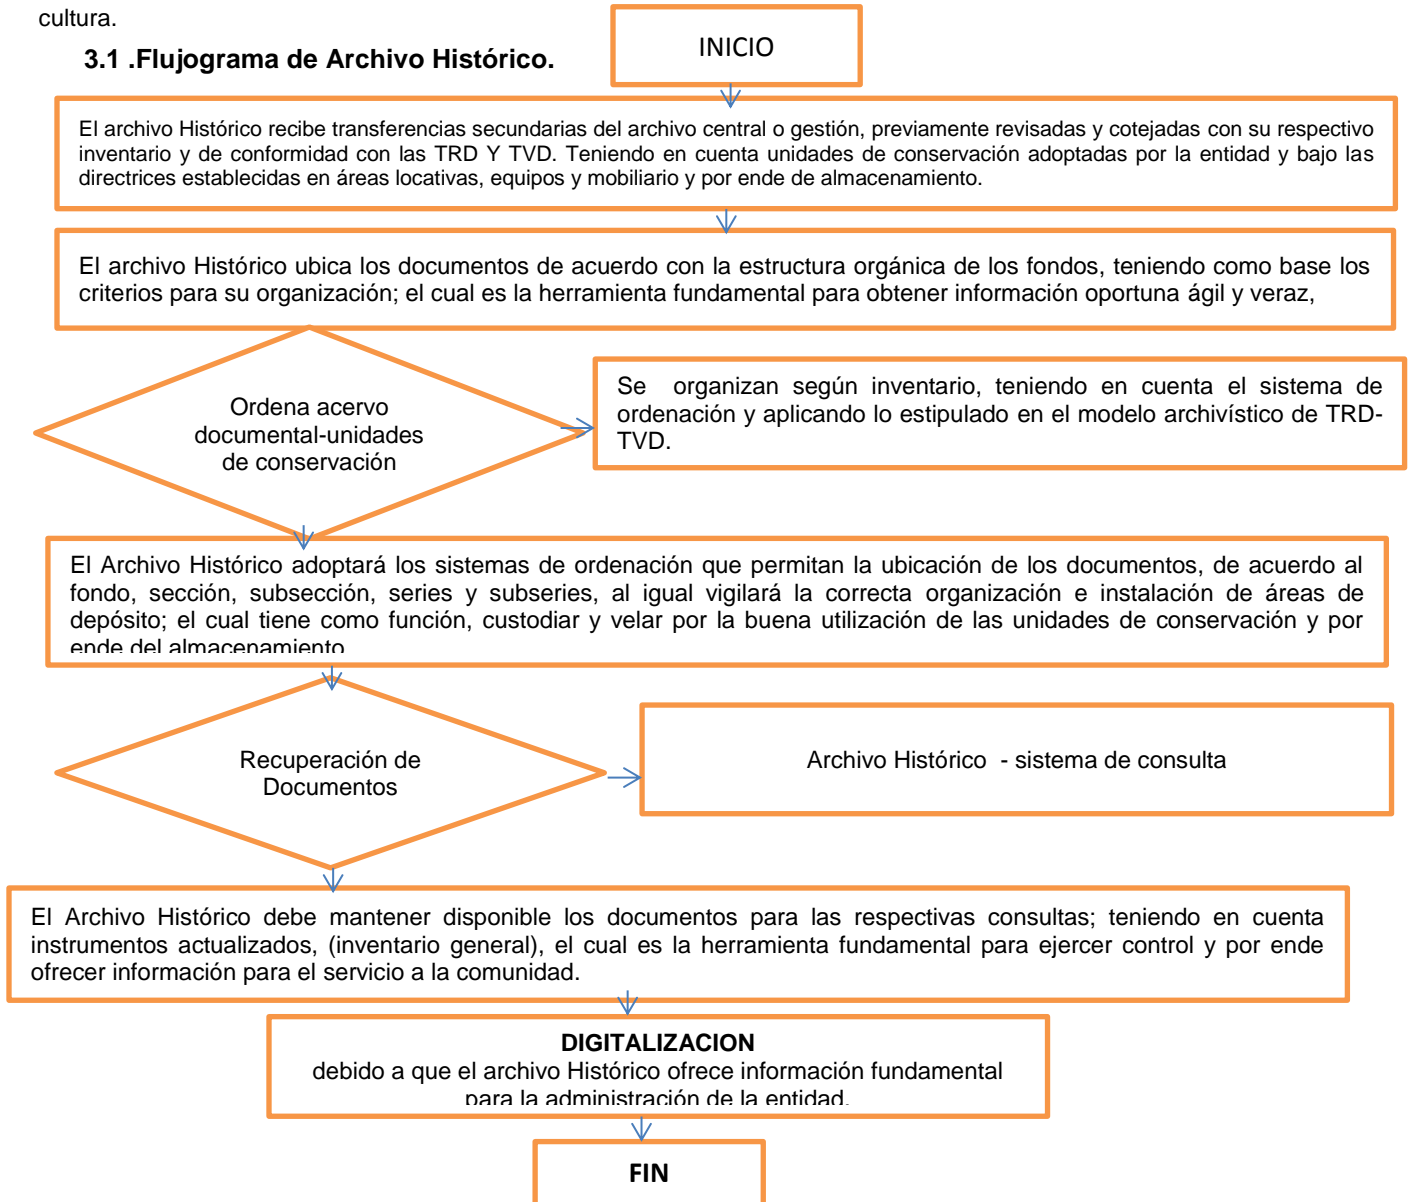 cultura.
3.1 .Flujograma de Archivo Histórico.
INICIO
El archivo Histórico recibe transferencias secundarias del archivo central o gestión, previamente revisadas y cotejadas con su respectivo
inventario y de conformidad con las TRD Y TVD. Teniendo en cuenta unidades de conservación adoptadas por la entidad y bajo las
directrices establecidas en áreas locativas, equipos y mobiliario y por ende de almacenamiento.
El archivo Histórico ubica los documentos de acuerdo con la estructura orgánica de los fondos, teniendo como base los
criterios para su organización; el cual es la herramienta fundamental para obtener información oportuna ágil y veraz,
Ordena acervo
documental-unidades
de conservación
Se organizan según inventario, teniendo en cuenta el sistema de
ordenación y aplicando lo estipulado en el modelo archivístico de TRD-
TVD.
El Archivo Histórico adoptará los sistemas de ordenación que permitan la ubicación de los documentos, de acuerdo al
fondo, sección, subsección, series y subseries, al igual vigilará la correcta organización e instalación de áreas de
depósito; el cual tiene como función, custodiar y velar por la buena utilización de las unidades de conservación y por
ende del almacenamiento
Recuperación de
Documentos
Archivo Histórico - sistema de consulta
El Archivo Histórico debe mantener disponible los documentos para las respectivas consultas; teniendo en cuenta
instrumentos actualizados, (inventario general), el cual es la herramienta fundamental para ejercer control y por ende
ofrecer información para el servicio a la comunidad.
DIGITALIZACION
debido a que el archivo Histórico ofrece información fundamental
para la administración de la entidad.
FIN